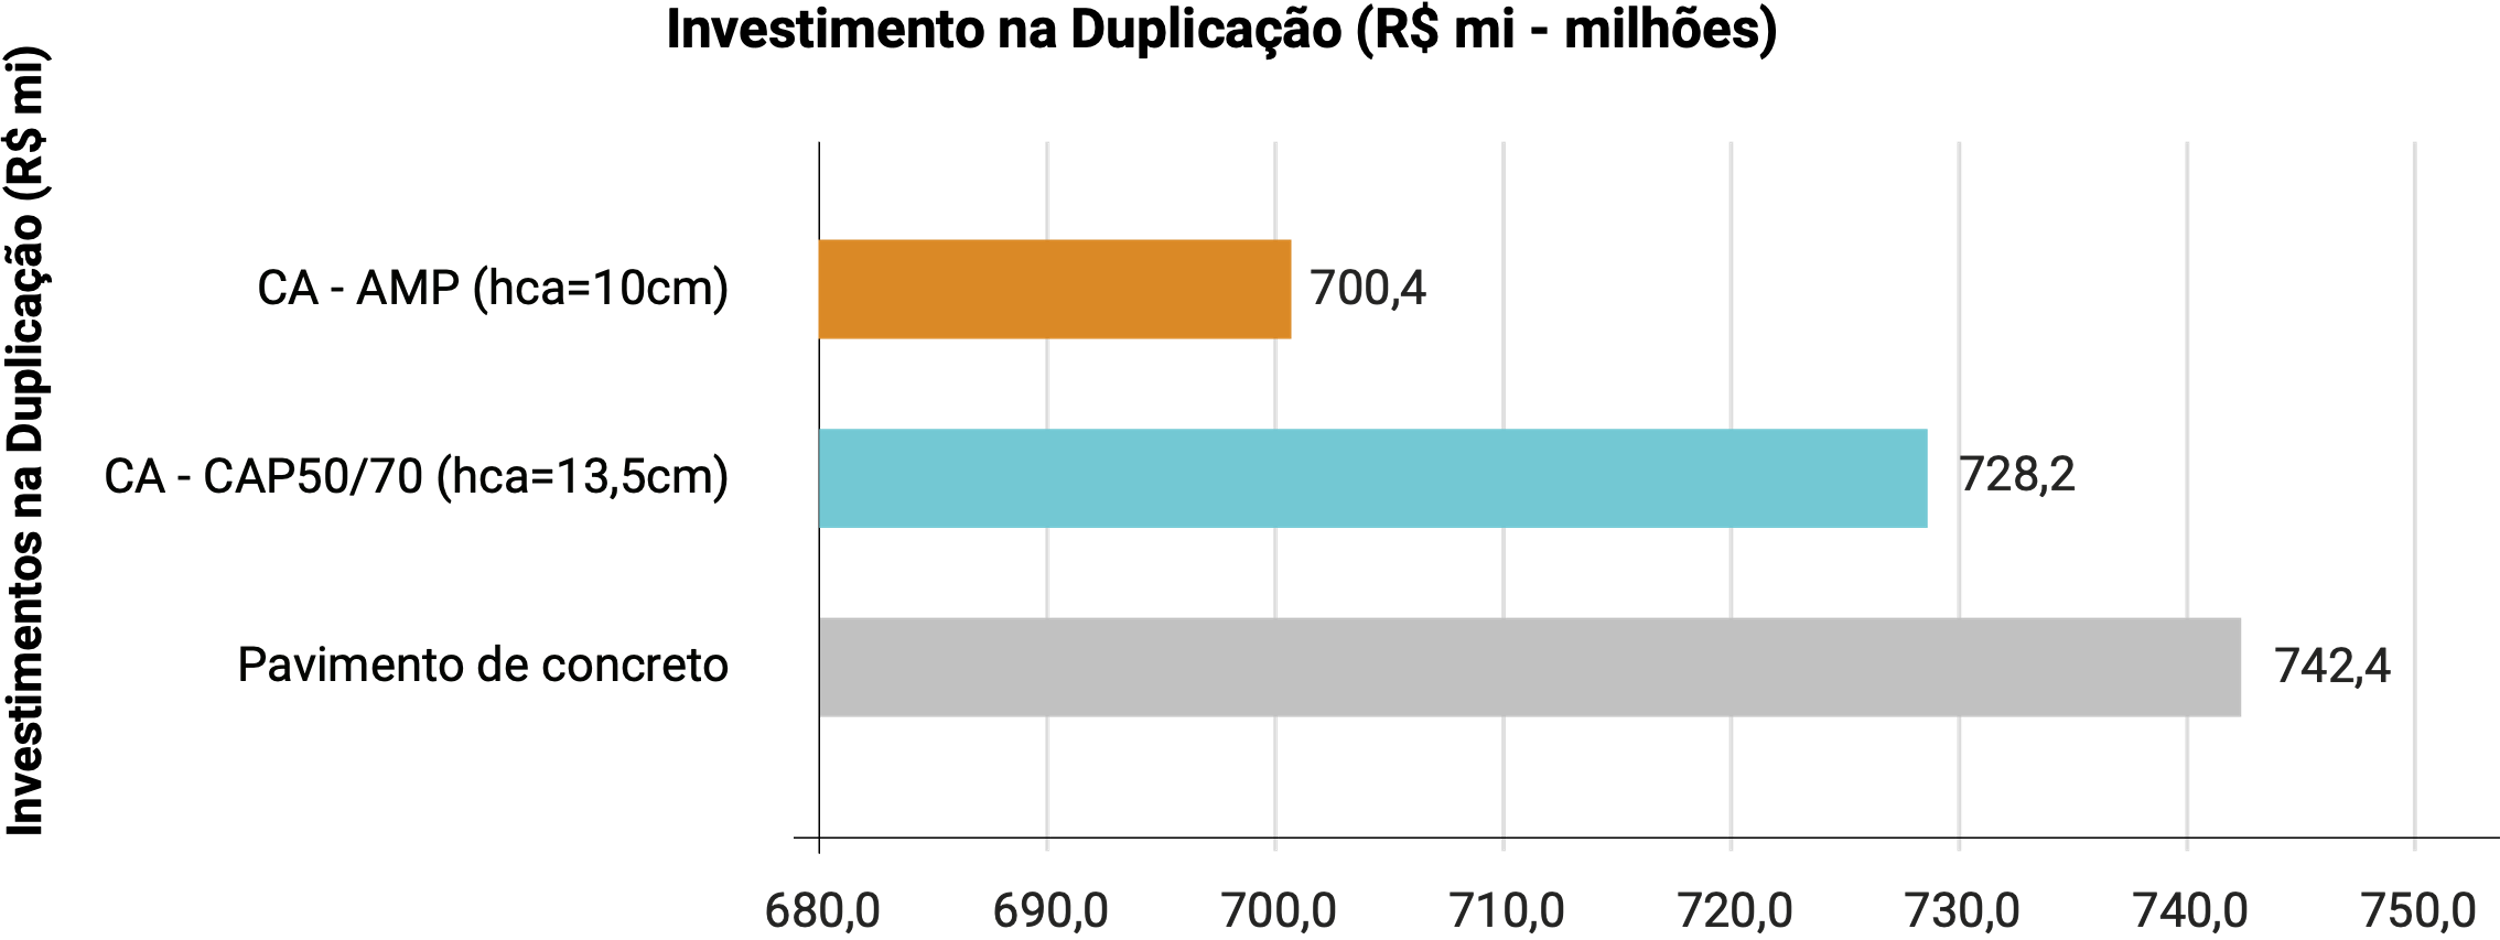 Investimento na Duplicação (R$ mi - milhões)
Investimentos na Duplicação (R$ mi)
CA - AMP (hca=10cm)
700,4
CA - CAP50/70 (hca=13,5cm)
728,2
Pavimento de concreto
742,4
680,0
690,0
700,0
710,0
720,0
730,0
740,0
750,0